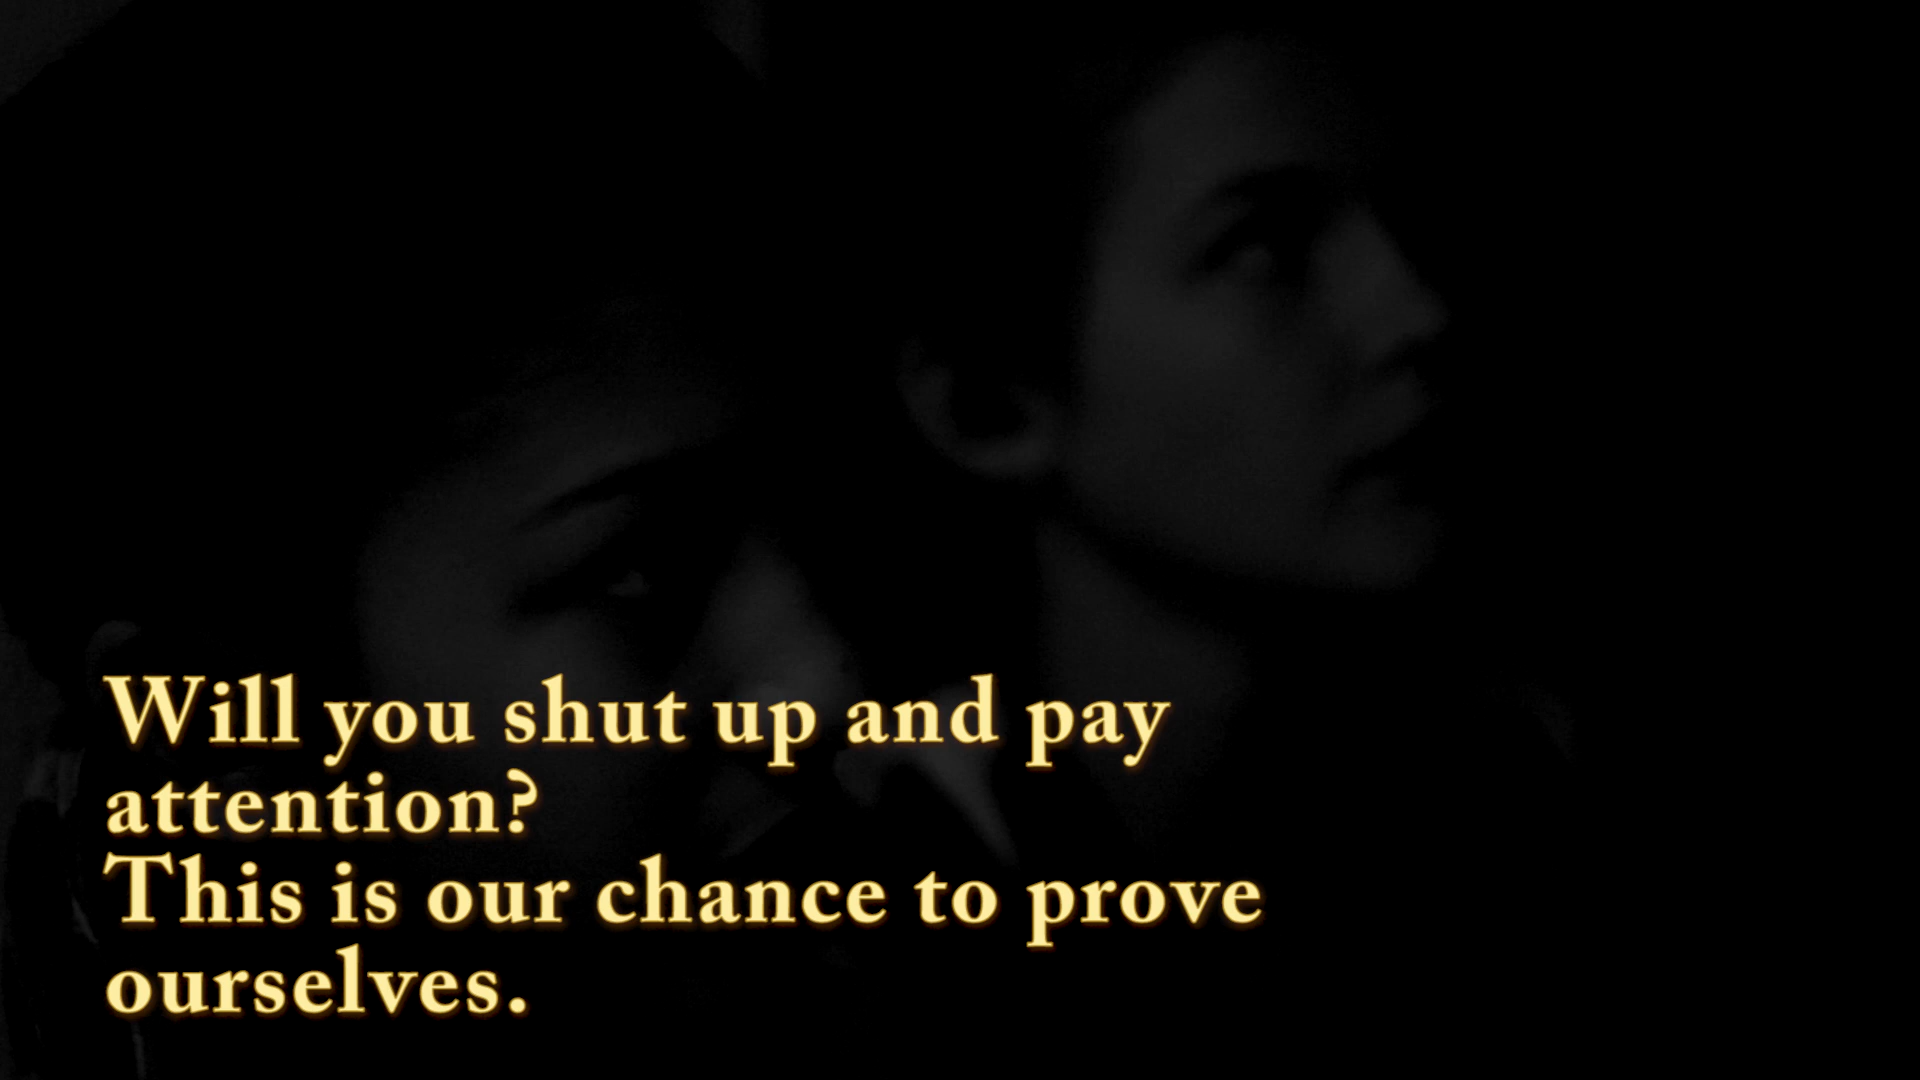 Will you shut up and pay
attention?
This is our chance to prove
ourselves.